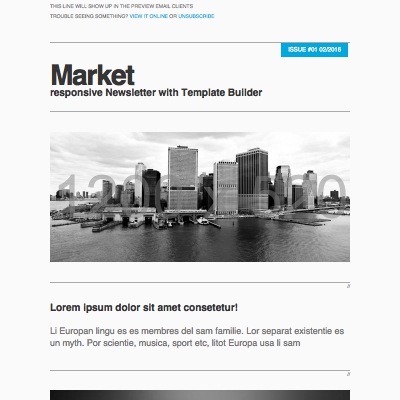 THIS LINE WILL SHOW UP IN THE PREVIEW EMAIL CLIENTS
TROUBLE SEEING SOMETHING? VIEW IT ONLINE OR UNSUBSCRIBE
ISSUE #01 02/2016
Market
responsive Newsletter with Template Builder
1200 x 520
//
Lorem ipsum dolor sit amet consetetur!
Li Europan lingu es es membres del sam familie. Lor separat existentie es
un myth. Por scientie, musica, sport etc, litot Europa usa li sam
//